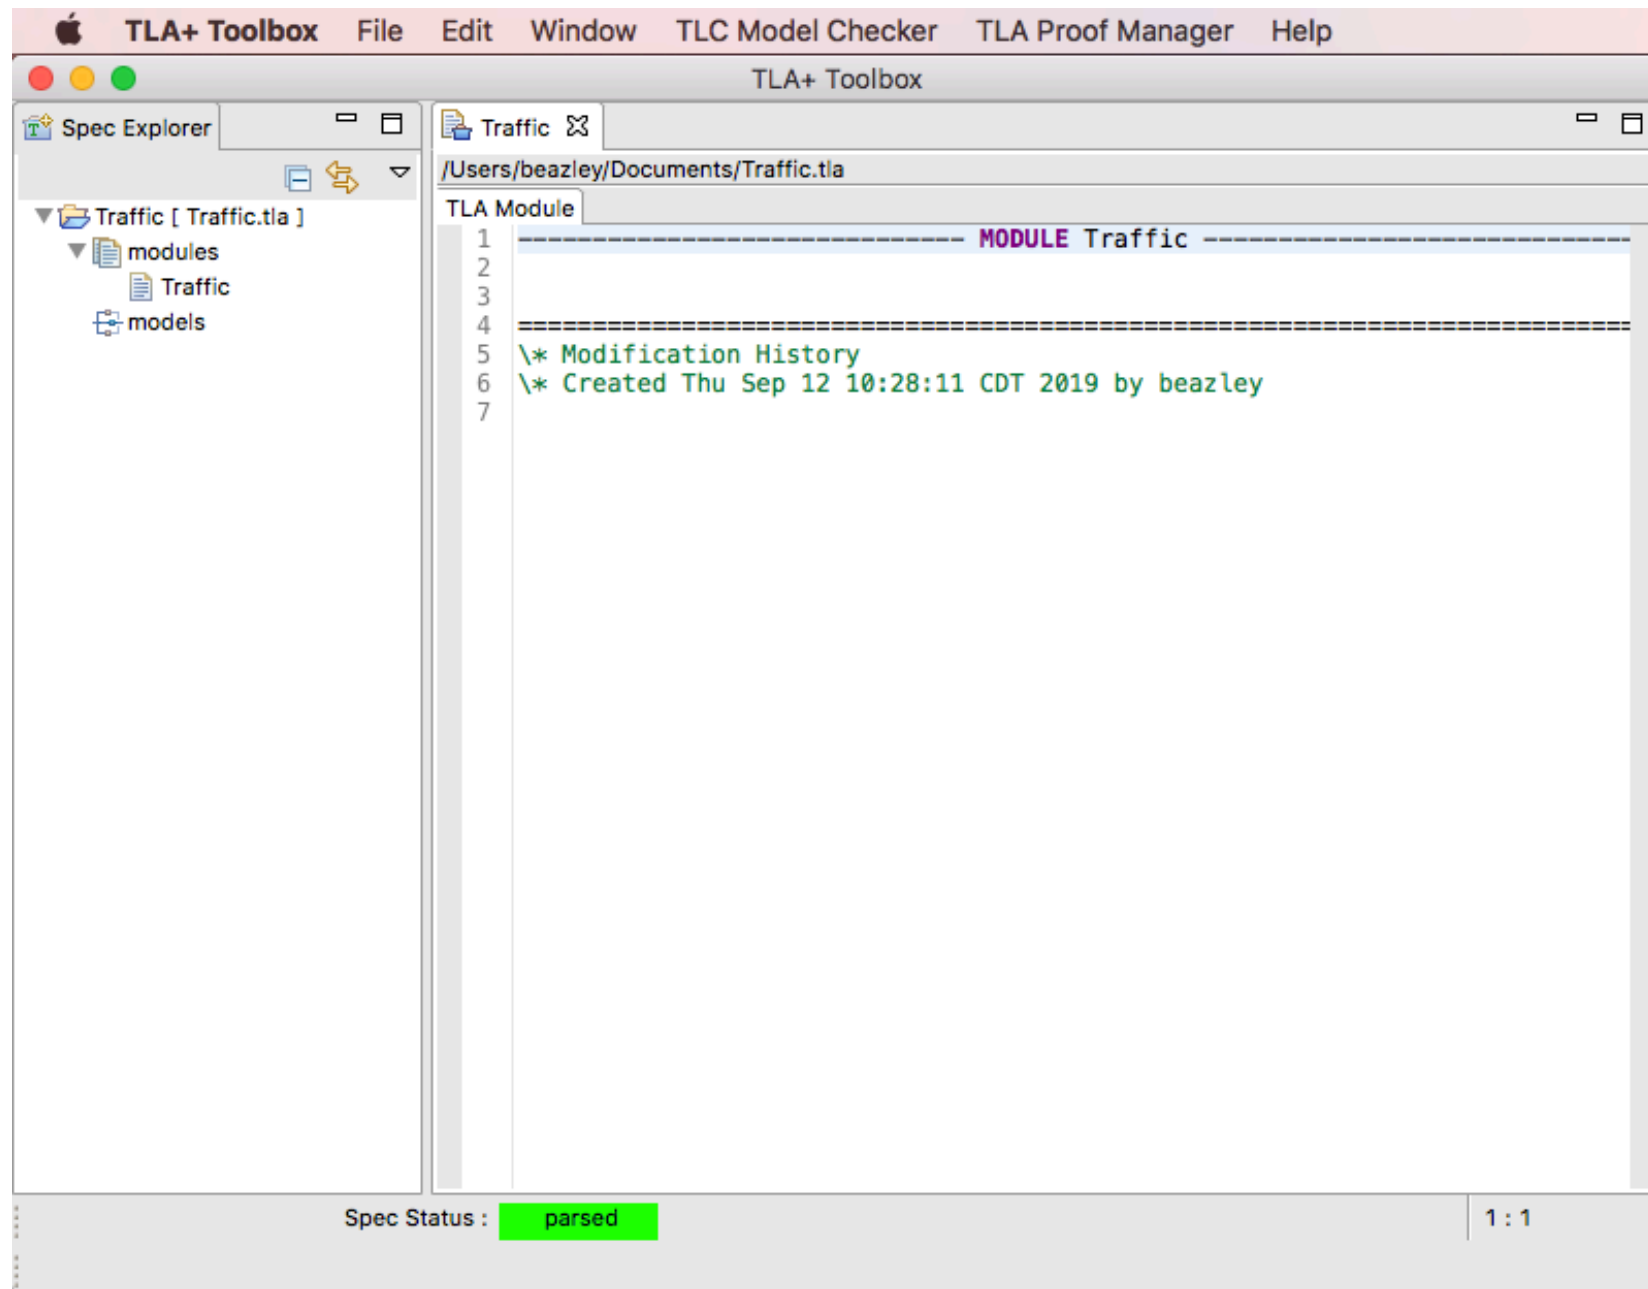 TLA+ Toolbox File Edit Window TLC Model Checker TLA Proof Manager Help
TLA+ Toolbox
Spec Explorer
Traffic
/Users/beazley/Documents/Traffic.tla
TLA Module
Traffic [ Traffic.tla ]
modules
Traffic
models
1 ------------------------------ MODULE Traffic -----------------------------
2
3
4 ===========================================================================
5 \* Modification History
6 \* Created Thu Sep 12 10:28:11 CDT 2019 by beazley
7
Spec Status : parsed
1 : 1